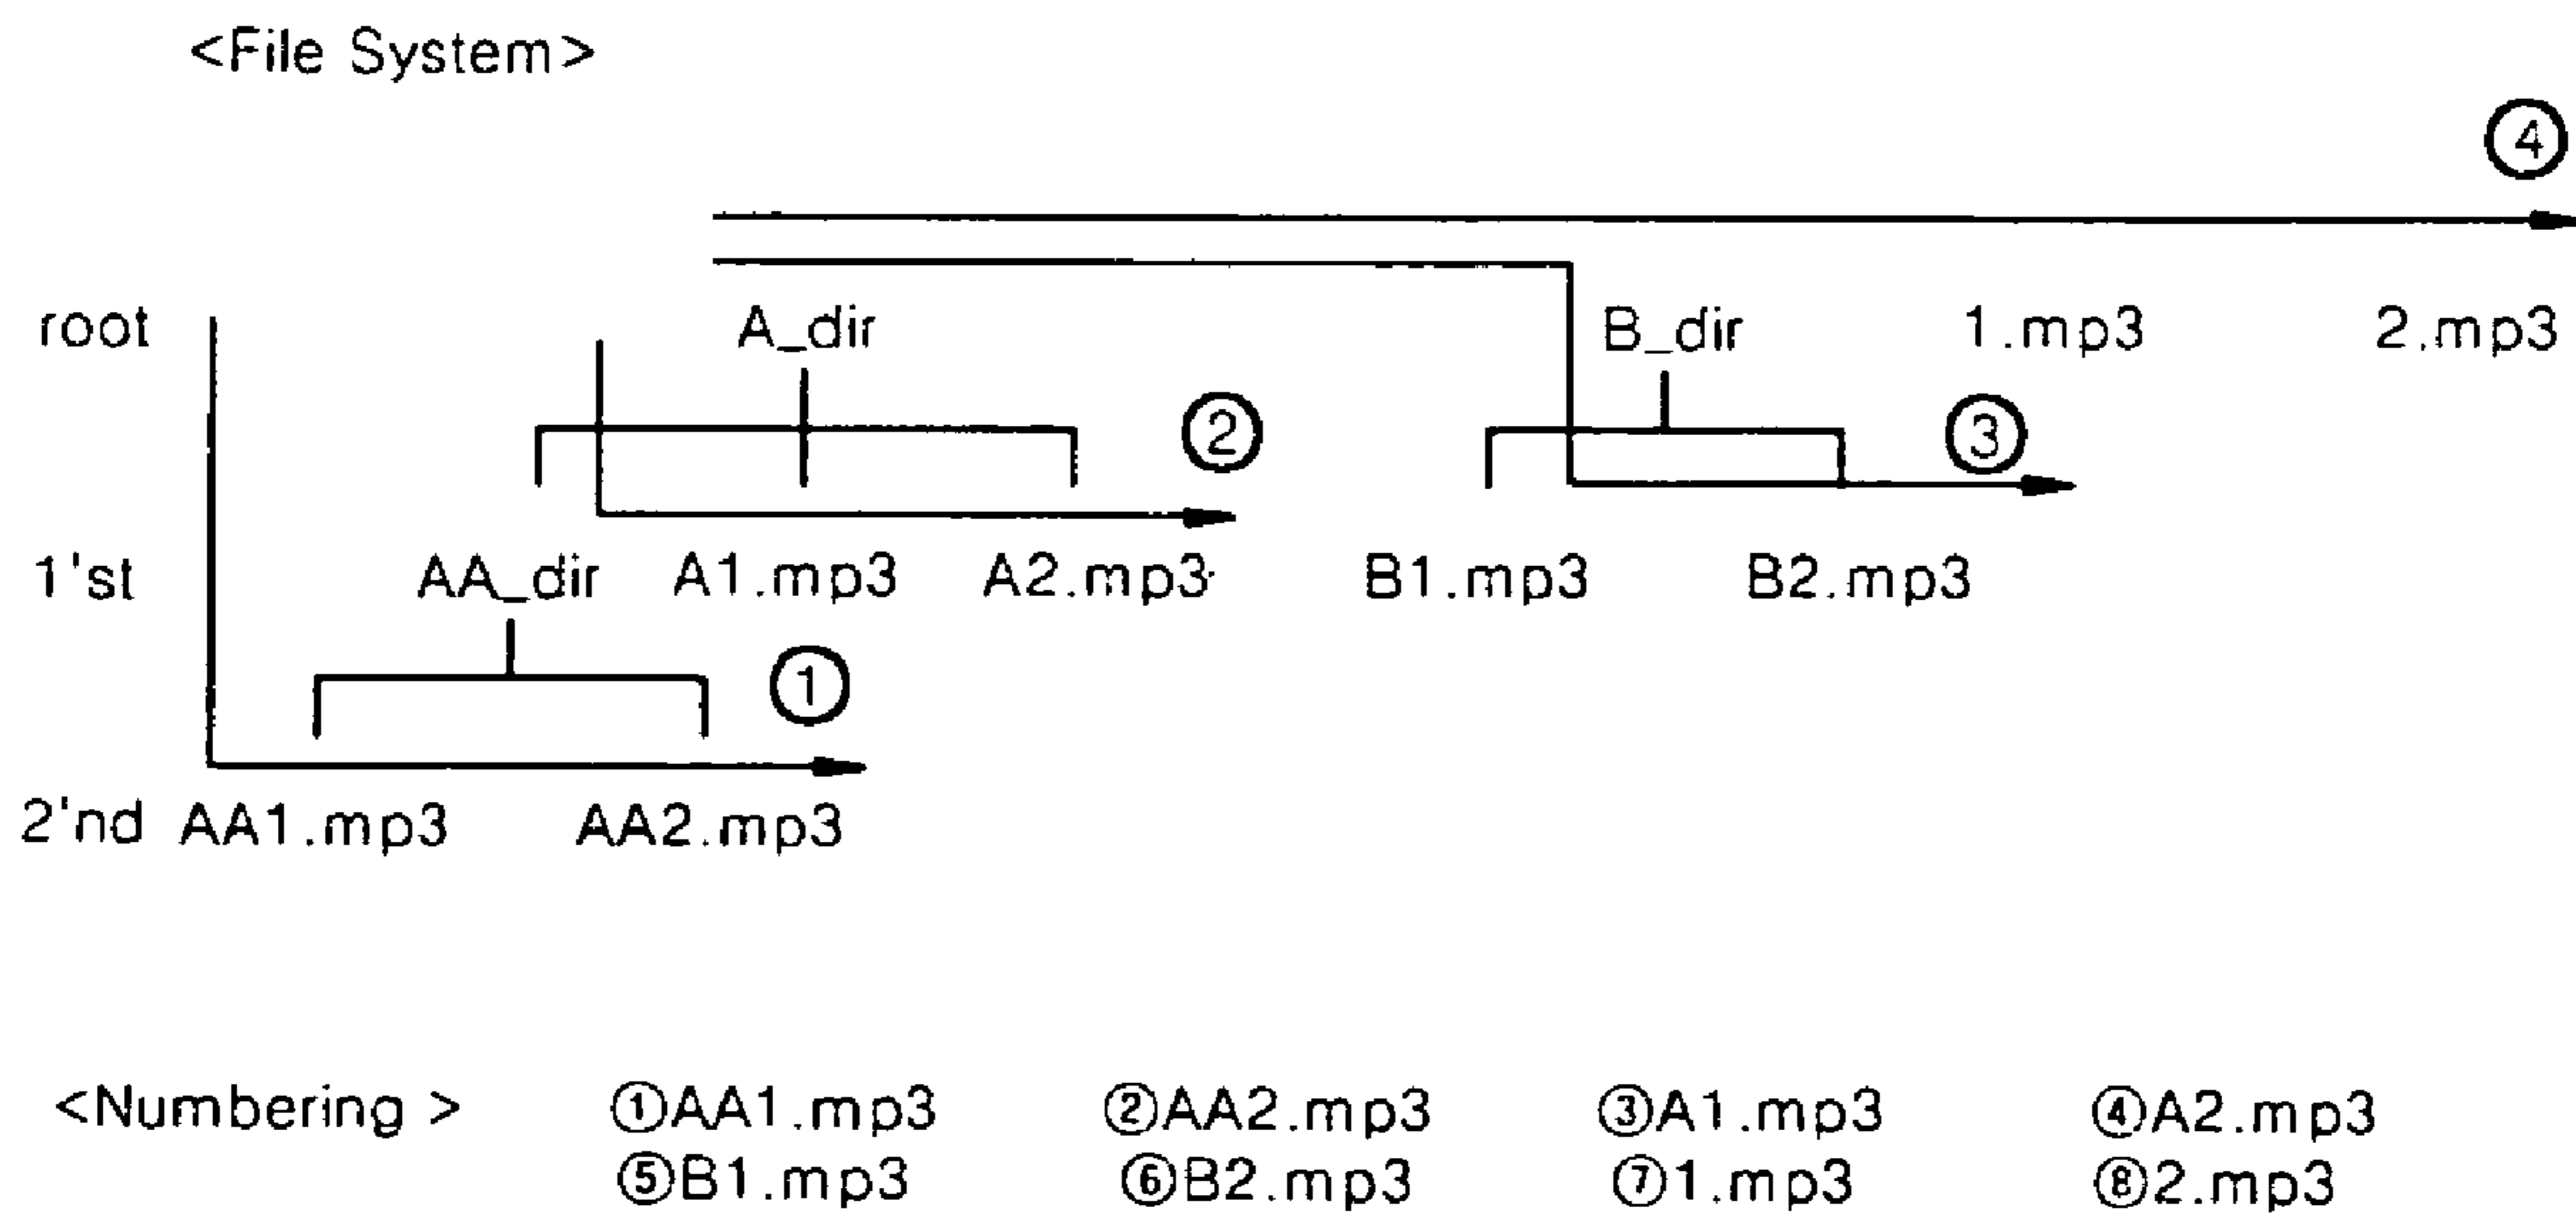 <File System>
④
root A_dir B_dir 1.mp3 2.mp3
② ③
1'st AA_dir A1.mp3 A2.mp3 B1.mp3 B2.mp3
①
2'nd AA1.mp3 AA2.mp3
<Numbering > ①AA1.mp3 ②AA2.mp3 ③A1.mp3 ④A2.mp3
⑤B1.mp3 ⑥B2.mp3 ⑦1.mp3 ⑧2.mp3